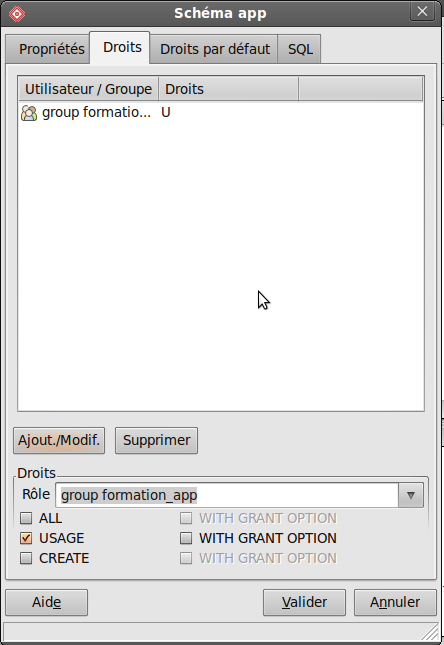 Schéma app
Propriétés Droits Droits par défaut SQL
Utilisateur / Groupe Droits
group formatio... U
Ajout./Modif. Supprimer
Droits
Rôle group formation_app
ALL WITH GRANT OPTION
USAGE WITH GRANT OPTION
CREATE WITH GRANT OPTION
Aide Valider Annuler